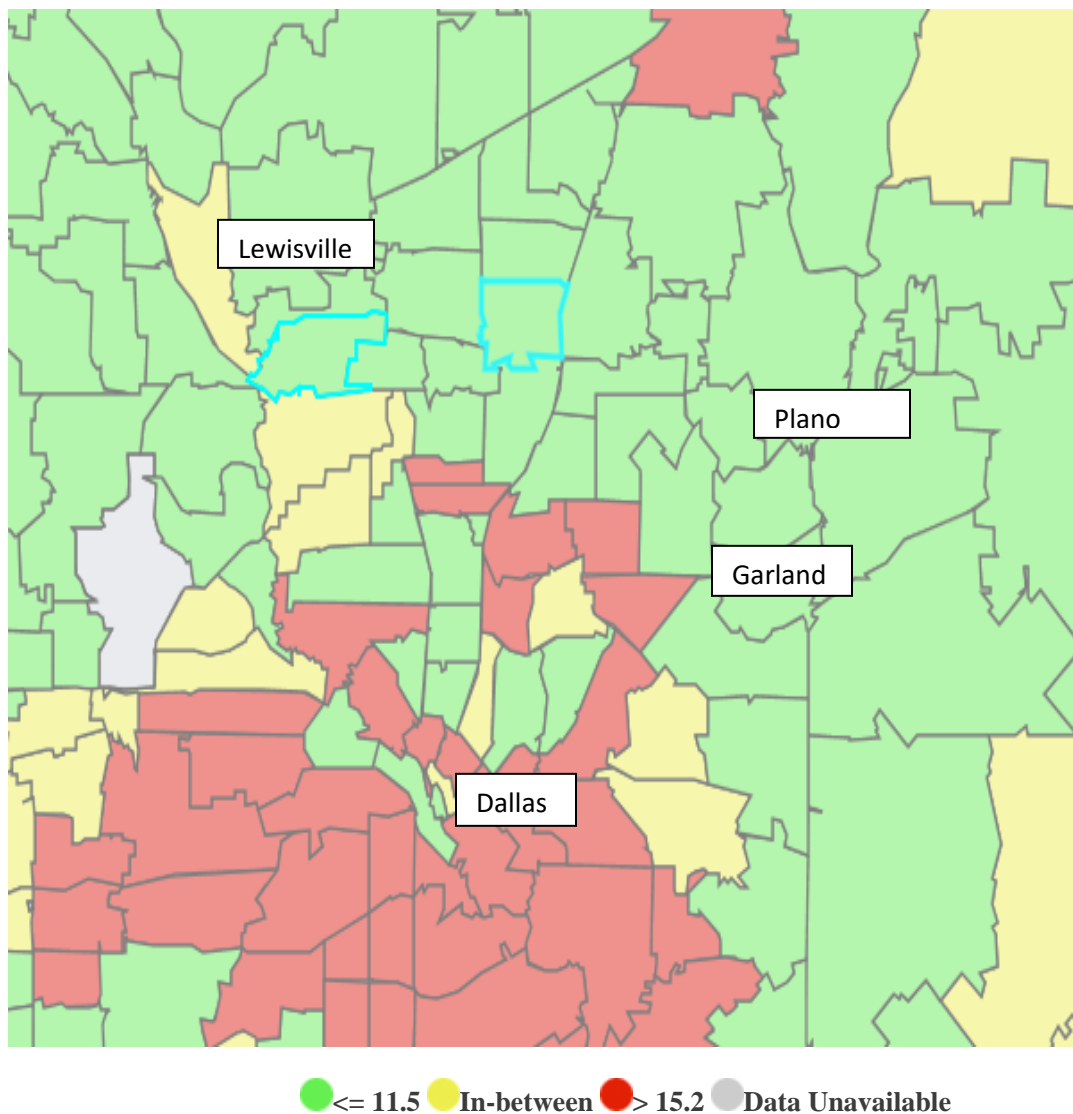 Lewisville
Plano
Garland
Dallas
<= 11.5 In-between > 15.2 Data Unavailable